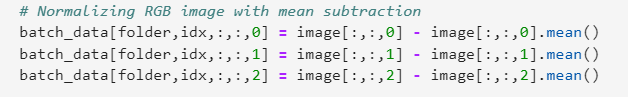 # Normalizing RGB image with mean subtraction
batch_data[folder,idx,:,:,0] = image[:,:,0] - image[:,:,0].mean()
batch_data[folder,idx,:,:,1] = image[:,:,1] - image[:,:,1].mean()
batch_data[folder,idx,:,:,2] = image[:,:,2] - image[:,:,2].mean()